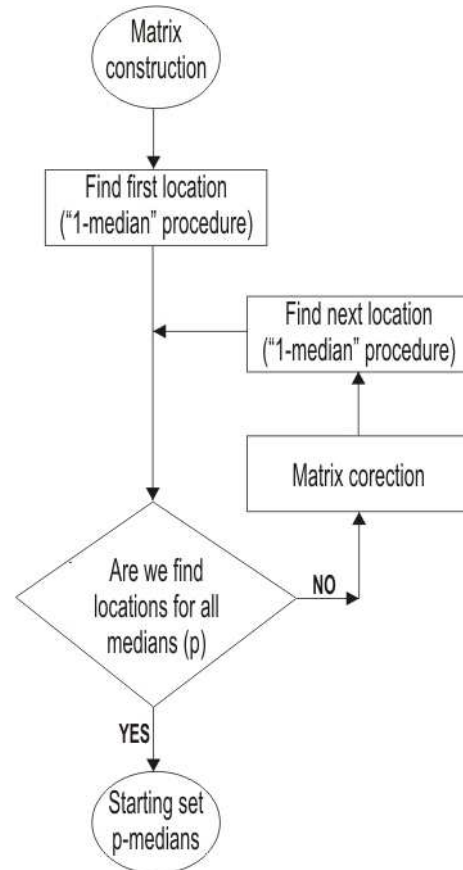 Matrix
construction
Find first location
(“1-median” procedure)
Find next location
(“1-median” procedure)
Matrix corection
Are we find
locations for all
medians (p)
NO
YES
Starting set
p-medians